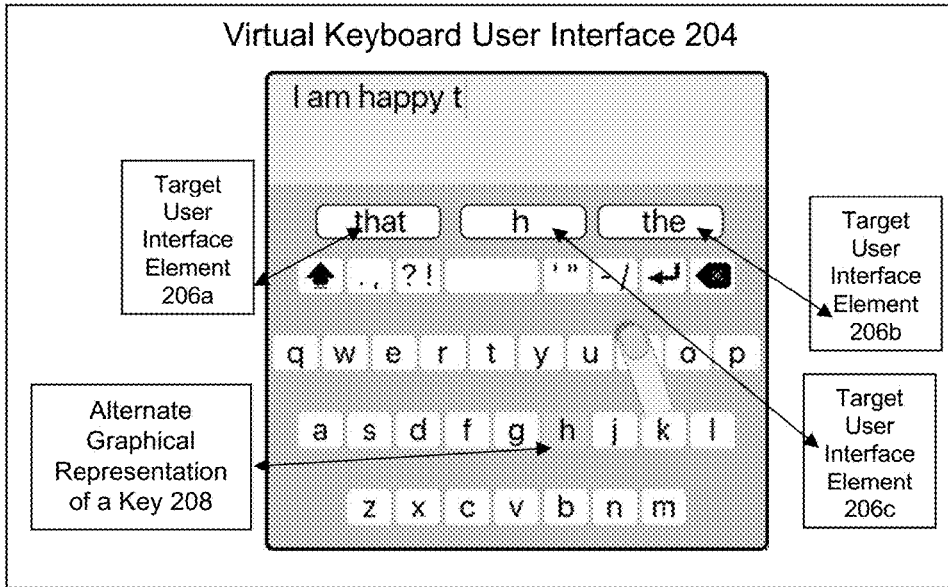 Virtual Keyboard User Interface 204
I am happy t
Target
User
Interface
Element
206a
that h the
. , ? ! ' " - /
Target
User
Interface
Element
206b
q w e r t y u o p
Alternate
Graphical
Representation
of a Key 208
a s d f g h j k l
Target
User
Interface
Element
206c
z x c v b n m